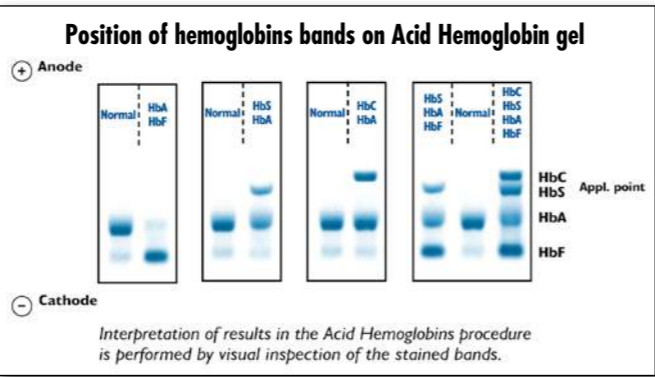 Position of hemoglobins bands on Acid Hemoglobin gel
+ Anode
Normal
HbA
HbF
Normal
HbS
HbA
Normal
HbC
HbA
HbS
HbA
HbF
Normal
HbC
HbS
HbA
HbF
HbC
HbS
Appl. point
HbA
HbF
− Cathode
Interpretation of results in the Acid Hemoglobins procedure
is performed by visual inspection of the stained bands.